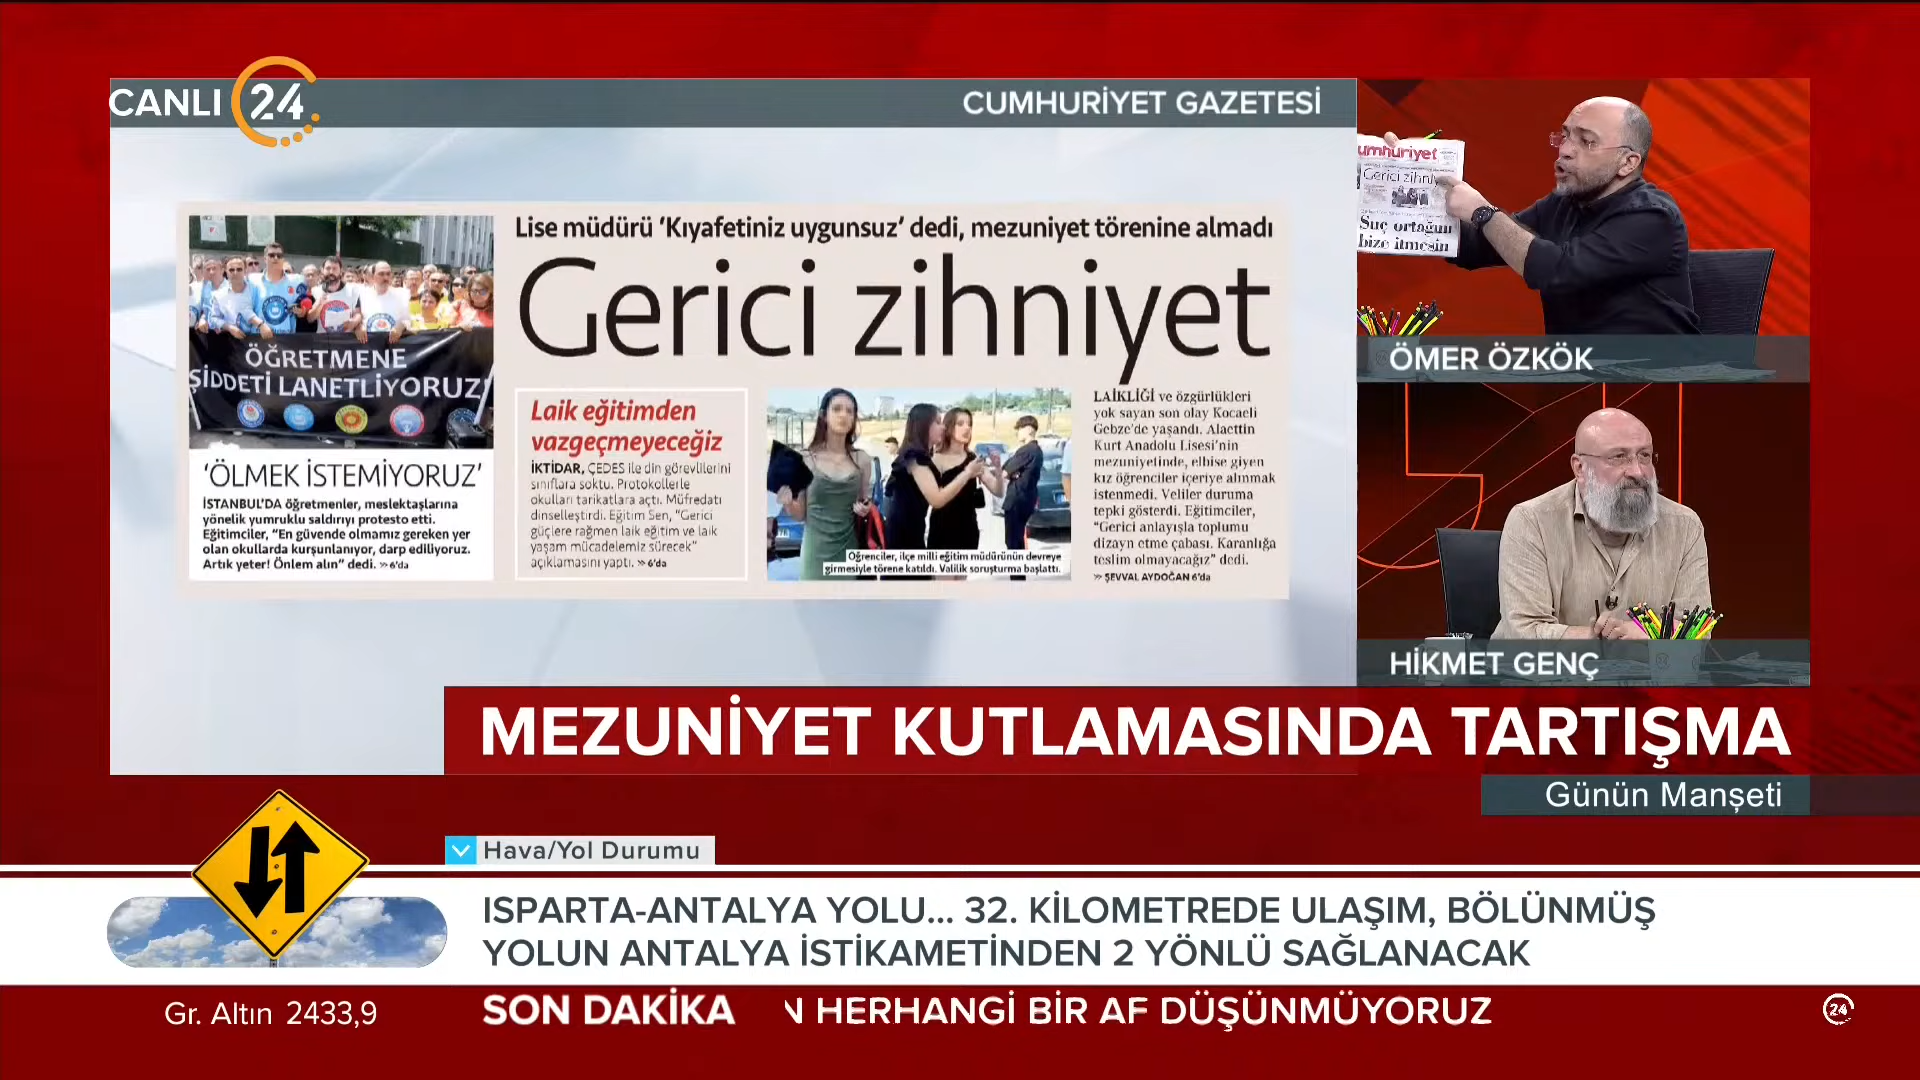 CANLI 24
CUMHURİYET GAZETESİ
Lise müdürü ‘Kıyafetiniz uygunsuz’ dedi, mezuniyet törenine almadı
Gerici zihniyet
ÖĞRETMENE
ŞİDDETİ LANETLİYORUZ
‘ÖLMEK İSTEMİYORUZ’
İSTANBUL’DA öğretmenler, meslektaşlarına
yönelik yumruklu saldırıyı protesto etti.
Eğitimciler, “En güvende olmamız gereken yer
olan okullarda kurşunlanıyor, darp ediliyoruz.
Artık yeter! Önlem alın” dedi. >> 6’da
Laik eğitimden
vazgeçmeyeceğiz
İKTİDAR, ÇEDES ile din görevlilerini
sınıflara soktu. Protokollerle
okulları tarikatlara açtı. Müfredatı
dinselleştirdi. Eğitim Sen, “Gerici
güçlere rağmen laik eğitim ve laik
yaşam mücadelemiz sürecek”
açıklamasını yaptı. >> 6’da
Öğrenciler, ilçe milli eğitim müdürünün devreye
girmesiyle törene katıldı. Valilik soruşturma başlattı.
LAİKLİĞİ ve özgürlükleri
yok sayan son olay Kocaeli
Gebze’de yaşandı. Alaettin
Kurt Anadolu Lisesi’nin
mezuniyetinde, elbise giyen
kız öğrenciler içeriye alınmak
istenmedi. Veliler duruma
tepki gösterdi. Eğitimciler,
“Gerici anlayışla toplumu
dizayn etme çabası. Karanlığa
teslim olmayacağız” dedi.
>> ŞEVVAL AYDOĞAN 6’da
umhuriyet
Gerici zihniy
Suç ortağını
bize itmesin
ÖMER ÖZKÖK
HİKMET GENÇ
MEZUNİYET KUTLAMASINDA TARTIŞMA
Günün Manşeti
Hava/Yol Durumu
ISPARTA-ANTALYA YOLU... 32. KİLOMETREDE ULAŞIM, BÖLÜNMÜŞ
YOLUN ANTALYA İSTİKAMETİNDEN 2 YÖNLÜ SAĞLANACAK
Gr. Altın 2433,9
SON DAKİKA
N HERHANGİ BİR AF DÜŞÜNMÜYORUZ
24